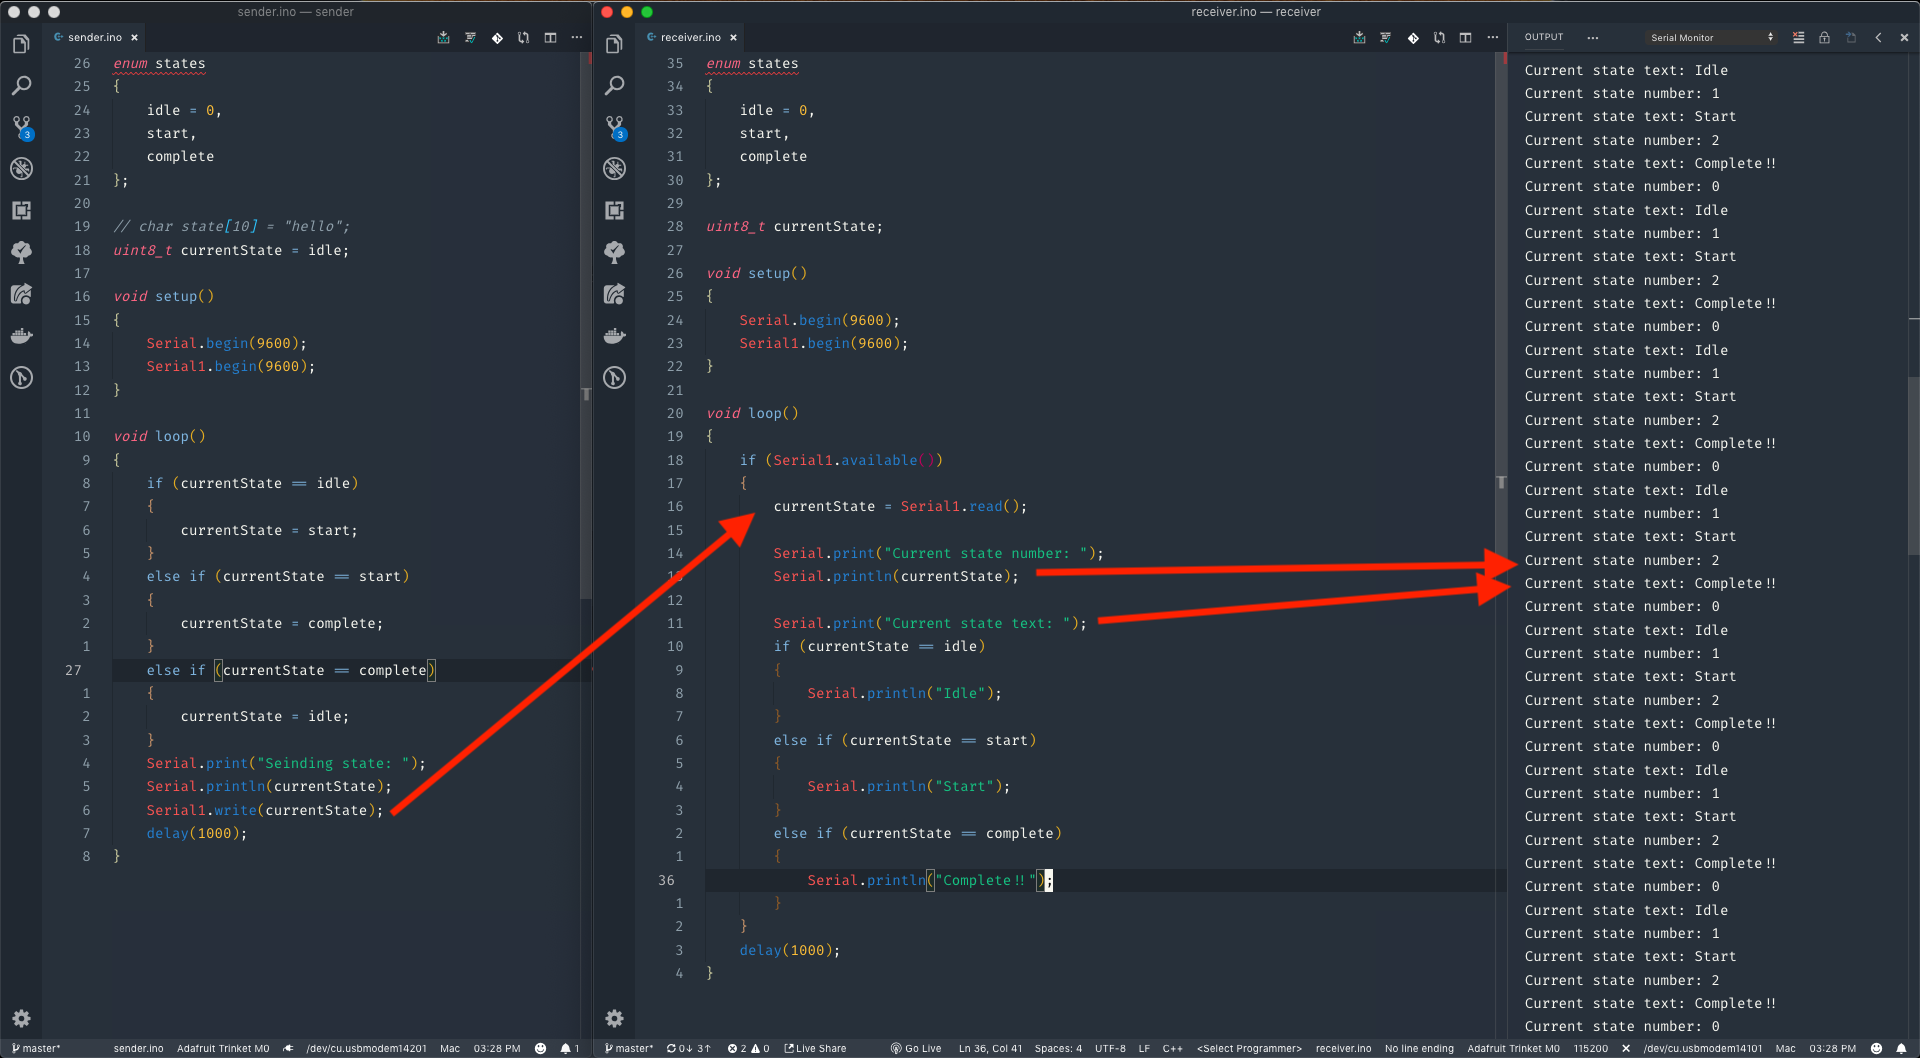 sender.ino — sender
sender.ino ×
26 enum states
25 {
24 idle = 0,
23 start,
22 complete
21 };
20
19 // char state[10] = "hello";
18 uint8_t currentState = idle;
17
16 void setup()
15 {
14 Serial.begin(9600);
13 Serial1.begin(9600);
12 }
11
10 void loop()
9 {
8 if (currentState == idle)
7 {
6 currentState = start;
5 }
4 else if (currentState == start)
3 {
2 currentState = complete;
1 }
27 else if (currentState == complete)
1 {
2 currentState = idle;
3 }
4 Serial.print("Seinding state: ");
5 Serial.println(currentState);
6 Serial1.write(currentState);
7 delay(1000);
8 }
3
master* sender.ino Adafruit Trinket M0 /dev/cu.usbmodem14201 Mac 03:28 PM 1
receiver.ino — receiver
receiver.ino ×
35 enum states
34 {
33 idle = 0,
32 start,
31 complete
30 };
29
28 uint8_t currentState;
27
26 void setup()
25 {
24 Serial.begin(9600);
23 Serial1.begin(9600);
22 }
21
20 void loop()
19 {
18 if (Serial1.available())
17 {
16 currentState = Serial1.read();
15
14 Serial.print("Current state number: ");
13 Serial.println(currentState);
12
11 Serial.print("Current state text: ");
10 if (currentState == idle)
9 {
8 Serial.println("Idle");
7 }
6 else if (currentState == start)
5 {
4 Serial.println("Start");
3 }
2 else if (currentState == complete)
1 {
36 Serial.println("Complete!!");
1 }
2 }
3 delay(1000);
4 }
3
OUTPUT ··· Serial Monitor
Current state text: Idle
Current state number: 1
Current state text: Start
Current state number: 2
Current state text: Complete!!
Current state number: 0
Current state text: Idle
Current state number: 1
Current state text: Start
Current state number: 2
Current state text: Complete!!
Current state number: 0
Current state text: Idle
Current state number: 1
Current state text: Start
Current state number: 2
Current state text: Complete!!
Current state number: 0
Current state text: Idle
Current state number: 1
Current state text: Start
Current state number: 2
Current state text: Complete!!
Current state number: 0
Current state text: Idle
Current state number: 1
Current state text: Start
Current state number: 2
Current state text: Complete!!
Current state number: 0
Current state text: Idle
Current state number: 1
Current state text: Start
Current state number: 2
Current state text: Complete!!
Current state number: 0
Current state text: Idle
Current state number: 1
Current state text: Start
Current state number: 2
Current state text: Complete!!
Current state number: 0
master* 0↓ 3↑ 2 0 Live Share Go Live Ln 36, Col 41 Spaces: 4 UTF-8 LF C++ <Select Programmer> receiver.ino No line ending Adafruit Trinket M0 115200 /dev/cu.usbmodem14101 Mac 03:28 PM